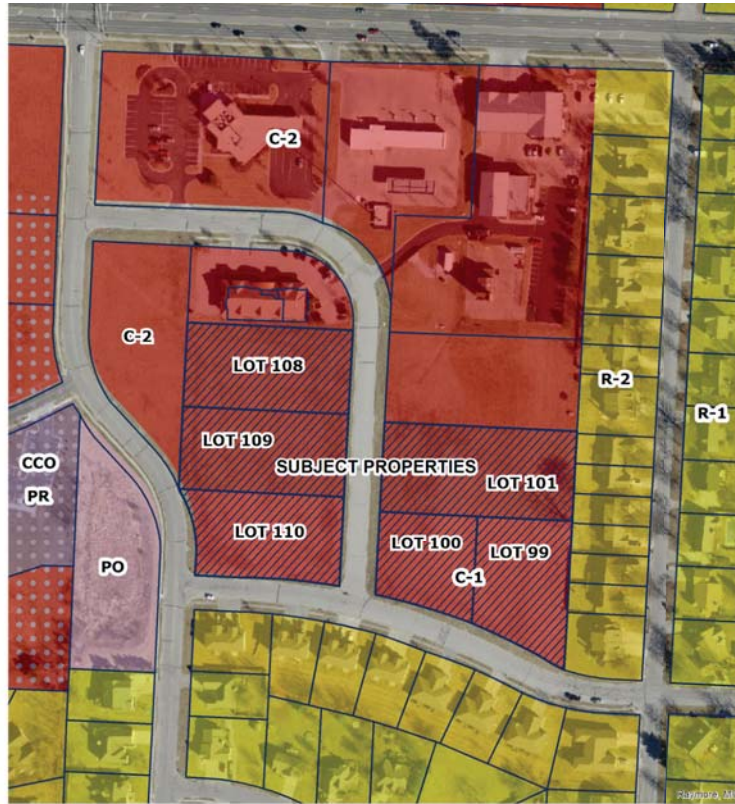 C-2
C-2
LOT 108
R-2
R-1
LOT 109
CCO
SUBJECT PROPERTIES
LOT 101
PR
LOT 110
LOT 100
LOT 99
PO
C-1
Raymore, M